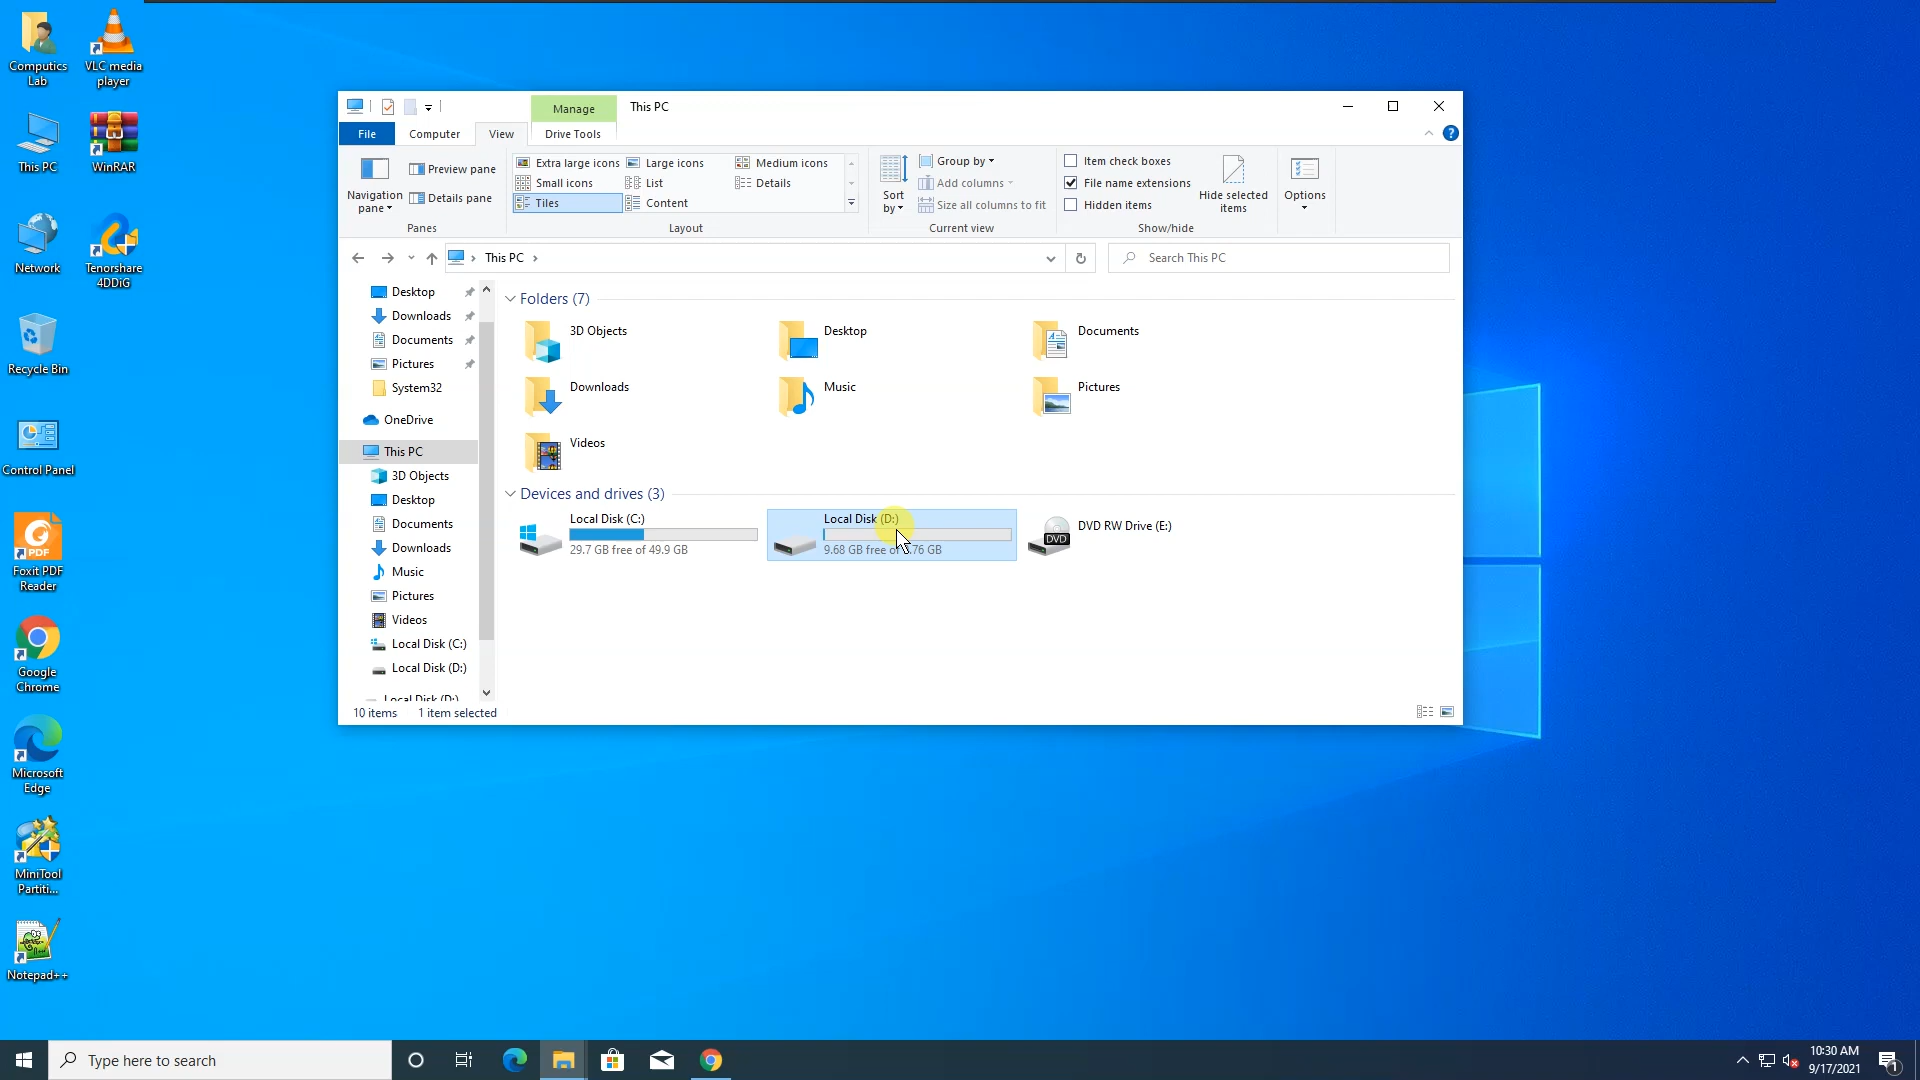 Computics
Lab
VLC media
player
This PC
WinRAR
Network
Tenorshare
4DDiG
Recycle Bin
Control Panel
PDF
Foxit PDF
Reader
Google
Chrome
Microsoft
Edge
MiniTool
Partiti...
Notepad++
Manage
This PC
File
Computer
View
Drive Tools
?
Navigation
pane
Preview pane
Details pane
Panes
Extra large icons
Large icons
Medium icons
Small icons
List
Details
Tiles
Content
Layout
Sort
by
Group by
Add columns
Size all columns to fit
Current view
Item check boxes
File name extensions
Hidden items
Hide selected
items
Show/hide
Options
This PC
Search This PC
Desktop
Downloads
Documents
Pictures
System32
OneDrive
This PC
3D Objects
Desktop
Documents
Downloads
Music
Pictures
Videos
Local Disk (C:)
Local Disk (D:)
Local Disk (D:)
Folders (7)
3D Objects
Desktop
Documents
Downloads
Music
Pictures
Videos
Devices and drives (3)
Local Disk (C:)
29.7 GB free of 49.9 GB
Local Disk (D:)
9.68 GB free of .76 GB
DVD
DVD RW Drive (E:)
10 items
1 item selected
Type here to search
10:30 AM
9/17/2021
1